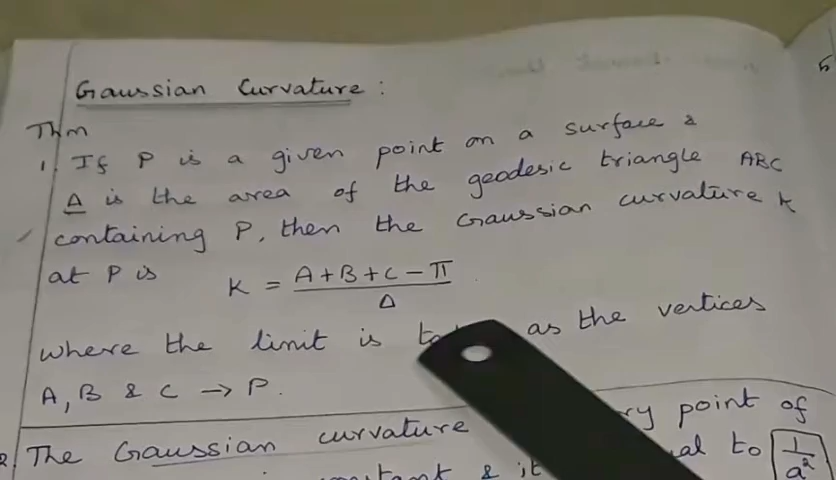 Gaussian Curvature :
Thm
1. If P is a given point on a surface &
Δ is the area of the geodesic triangle ABC
containing P, then the Gaussian curvature K
at P is K = (A+B+C-π)/Δ
where the limit is as the vertices
A, B & C → P.
2. The Gaussian curvature point of
& it to 1/a²
5